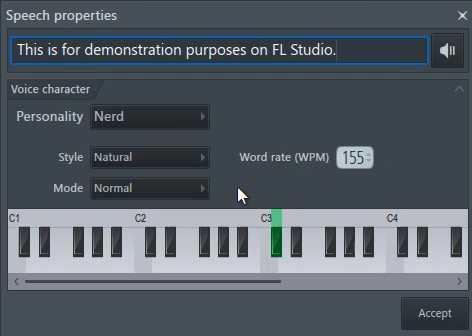 Speech properties
This is for demonstration purposes on FL Studio.
Voice character
Personality Nerd
Style Natural Word rate (WPM) 155
Mode Normal
C1 C2 C3 C4
Accept